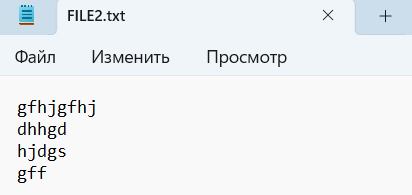 FILE2.txt
Файл Изменить Просмотр
gfhjgfhj
dhhgd
hjdgs
gff